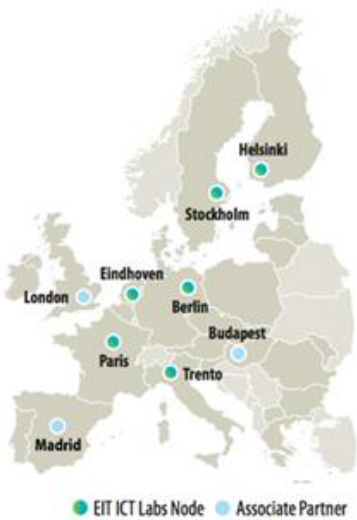 Helsinki
Stockholm
Eindhoven
London
Berlin
Budapest
Paris
Trento
Madrid
EIT ICT Labs Node Associate Partner